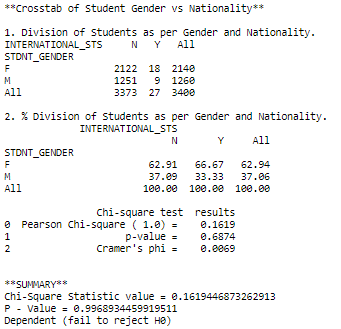 **Crosstab of Student Gender vs Nationality**
1. Division of Students as per Gender and Nationality.
INTERNATIONAL_STS N Y All
STDNT_GENDER
F 2122 18 2140
M 1251 9 1260
All 3373 27 3400
2. % Division of Students as per Gender and Nationality.
INTERNATIONAL_STS
N Y All
STDNT_GENDER
F 62.91 66.67 62.94
M 37.09 33.33 37.06
All 100.00 100.00 100.00
Chi-square test results
0 Pearson Chi-square ( 1.0) = 0.1619
1 p-value = 0.6874
2 Cramer's phi = 0.0069
**SUMMARY**
Chi-Square Statistic value = 0.1619446873262913
P - Value = 0.9968934459919511
Dependent (fail to reject H0)